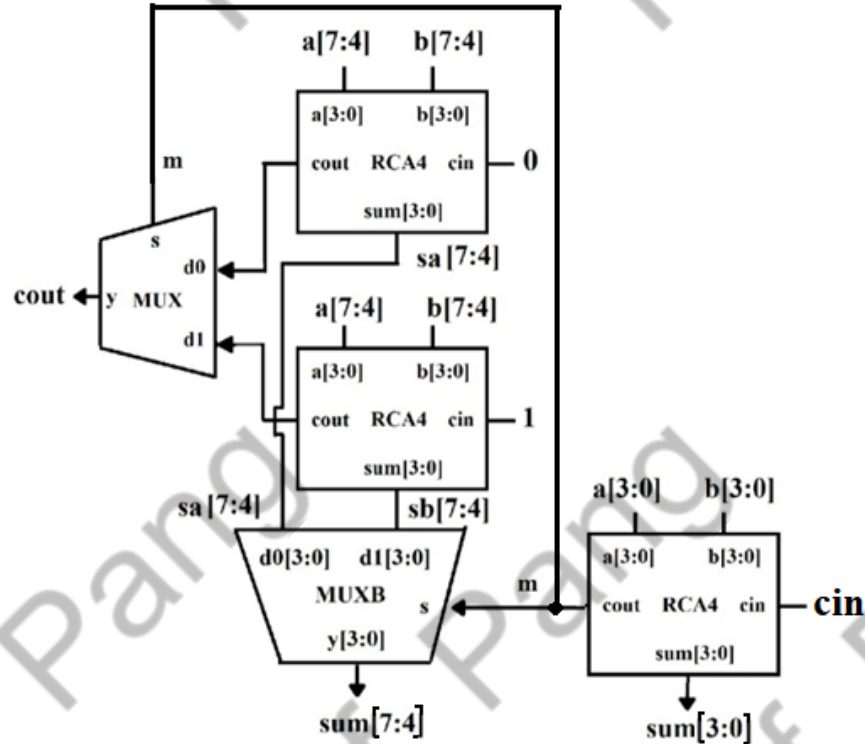 a[7:4] b[7:4]
a[3:0] b[3:0]
cout RCA4 cin 0
sum[3:0]
m
sa[7:4]
s
d0
cout y MUX
d1
a[7:4] b[7:4]
a[3:0] b[3:0]
cout RCA4 cin 1
sum[3:0]
sa[7:4] sb[7:4]
d0[3:0] d1[3:0]
MUXB
s
y[3:0]
sum[7:4]
m
a[3:0] b[3:0]
a[3:0] b[3:0]
cout RCA4 cin cin
sum[3:0]
sum[3:0]
Pang
Pang